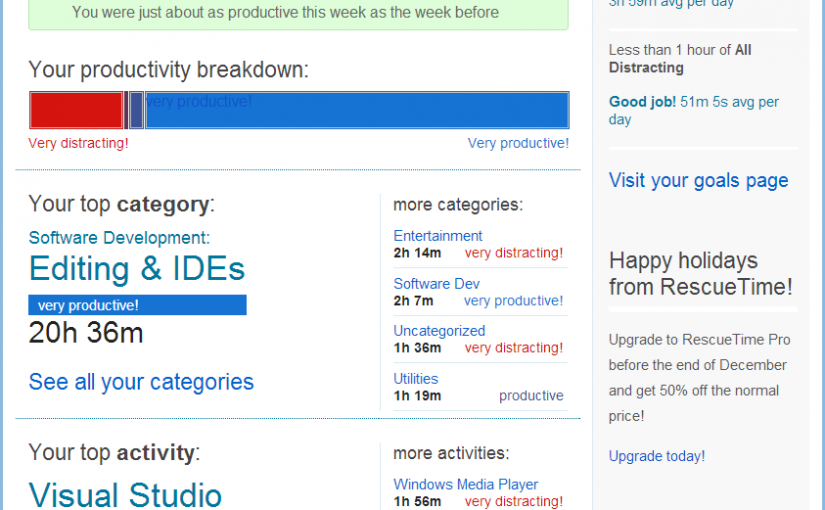 You were just about as productive this week as the week before
Your productivity breakdown:
very productive!
Very distracting!
Very productive!
Your top category:
Software Development:
Editing & IDEs
very productive!
20h 36m
See all your categories
more categories:
Entertainment
2h 14m very distracting!
Software Dev
2h 7m very productive!
Uncategorized
1h 36m very distracting!
Utilities
1h 19m productive
Your top activity:
Visual Studio
more activities:
Windows Media Player
1h 56m very distracting!
3h 59m avg per day
Less than 1 hour of All
Distracting
Good job! 51m 5s avg per
day
Visit your goals page
Happy holidays
from RescueTime!
Upgrade to RescueTime Pro
before the end of December
and get 50% off the normal
price!
Upgrade today!